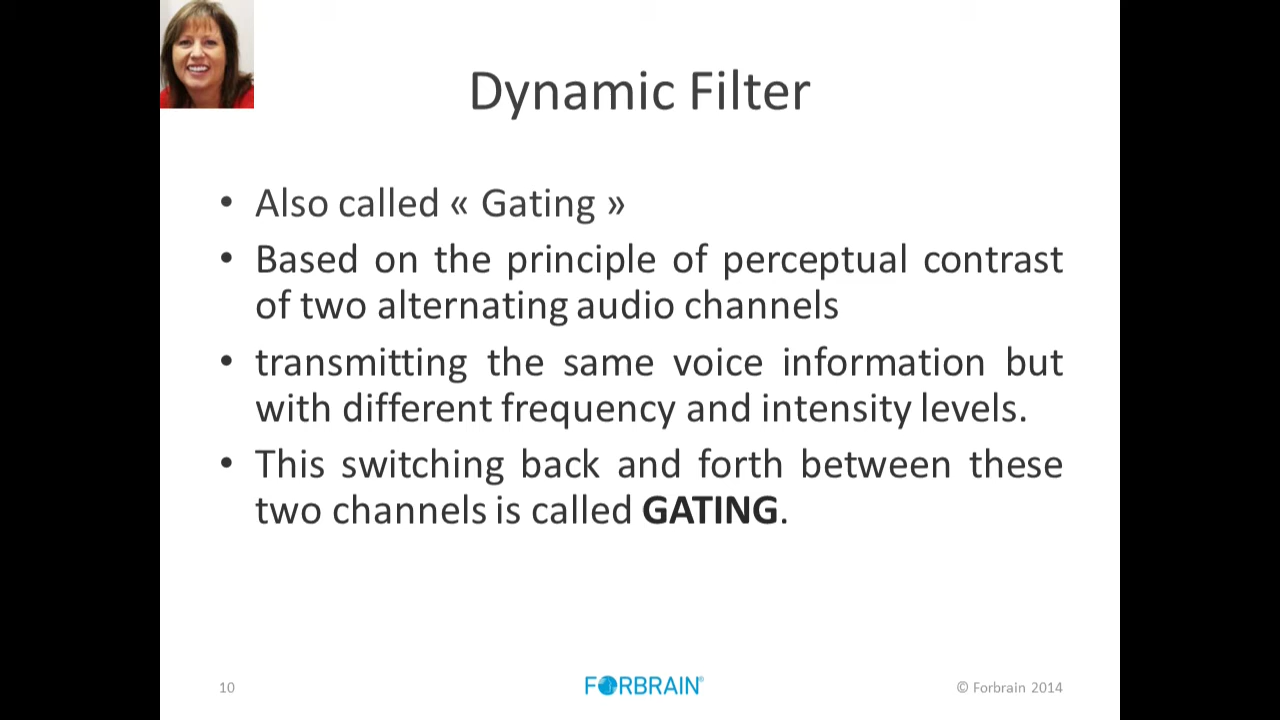 Dynamic Filter
• Also called « Gating »
• Based on the principle of perceptual contrast
of two alternating audio channels
• transmitting the same voice information but
with different frequency and intensity levels.
• This switching back and forth between these
two channels is called GATING.
10
FORBRAIN®
© Forbrain 2014